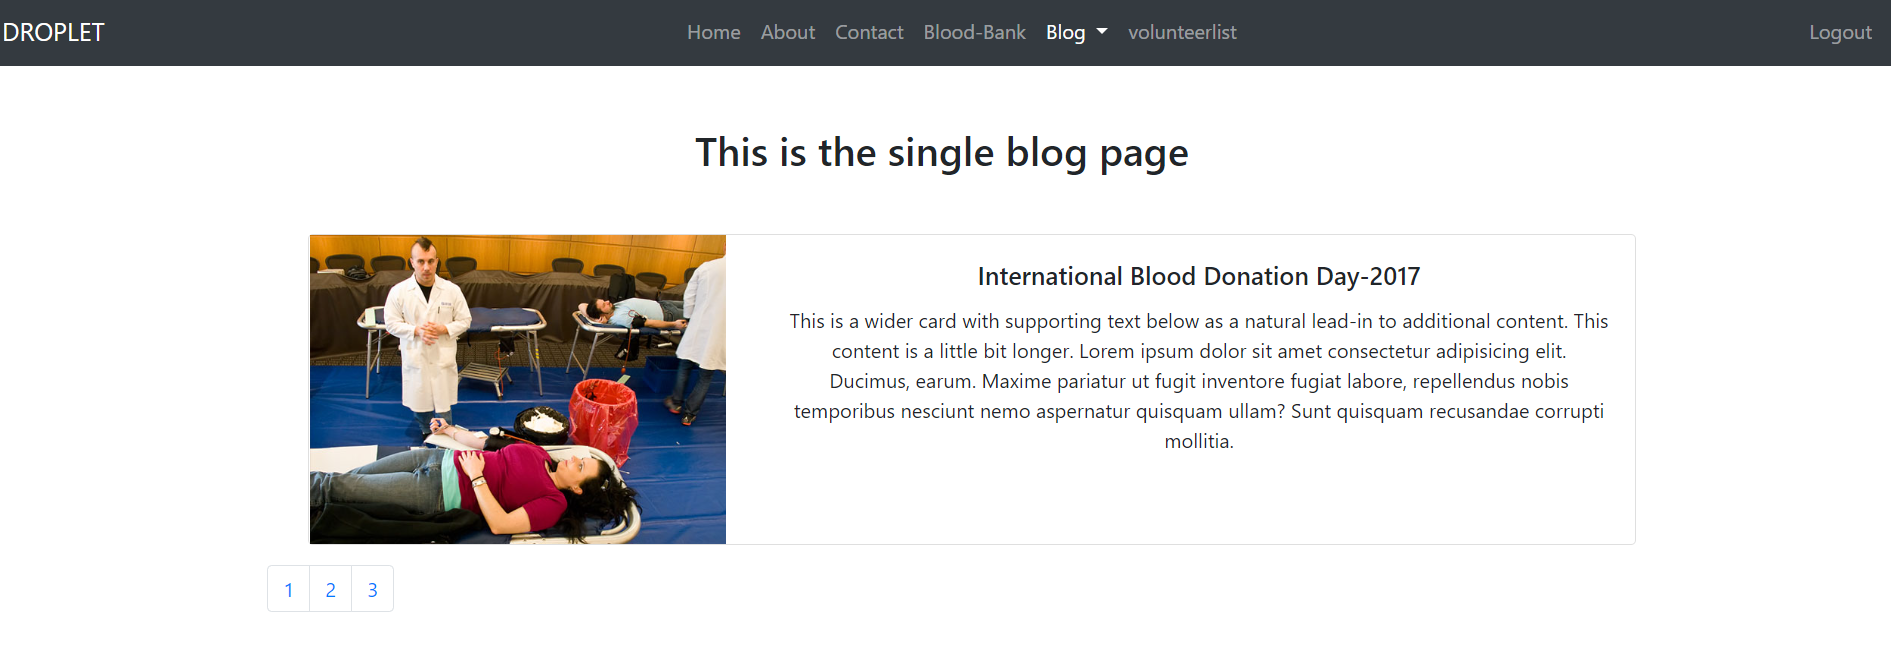 DROPLET
Home About Contact Blood-Bank Blog volunteerlist
Logout
This is the single blog page
International Blood Donation Day-2017
This is a wider card with supporting text below as a natural lead-in to additional content. This
content is a little bit longer. Lorem ipsum dolor sit amet consectetur adipisicing elit.
Ducimus, earum. Maxime pariatur ut fugit inventore fugiat labore, repellendus nobis
temporibus nesciunt nemo aspernatur quisquam ullam? Sunt quisquam recusandae corrupti
mollitia.
1 2 3